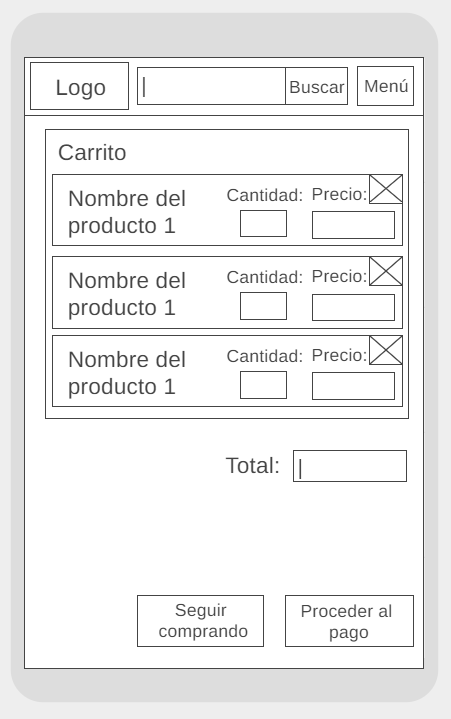 Logo
Buscar
Menú
Carrito
Nombre del
producto 1
Cantidad:
Precio:
Nombre del
producto 1
Cantidad:
Precio:
Nombre del
producto 1
Cantidad:
Precio:
Total:
Seguir
comprando
Proceder al
pago